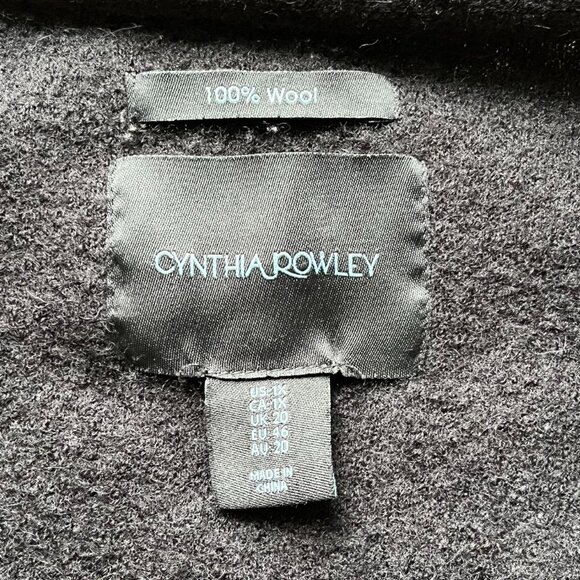 100% Wool
CYNTHIA ROWLEY
US 1X
CA 1X
UK 20
EU 46
AU 20
MADE IN
CHINA